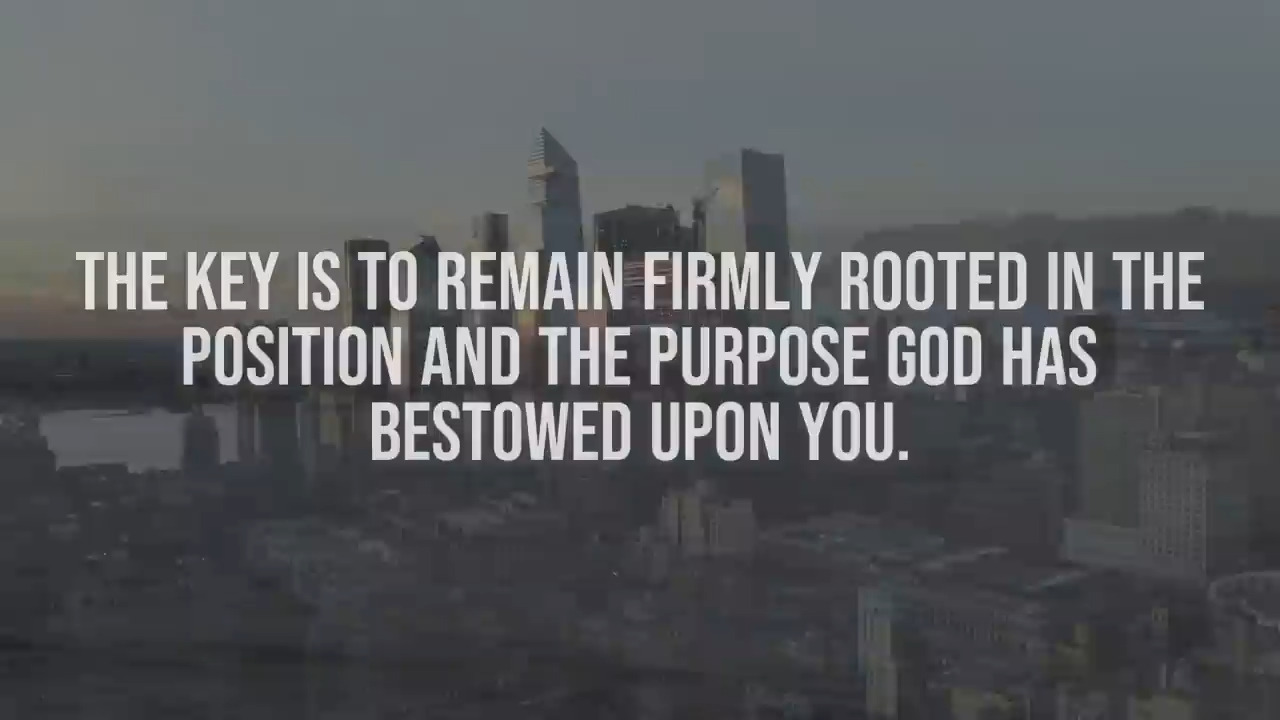 THE KEY IS TO REMAIN FIRMLY ROOTED IN THE
POSITION AND THE PURPOSE GOD HAS
BESTOWED UPON YOU.